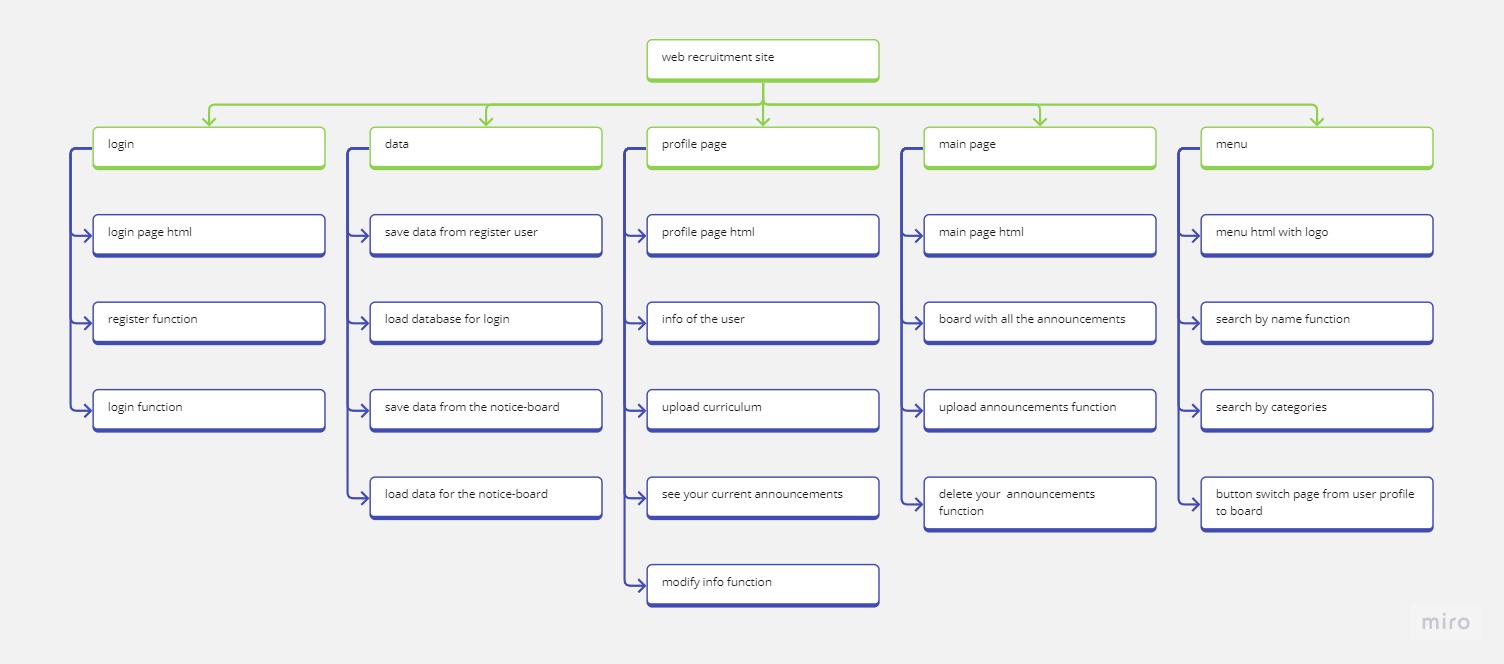 web recruitment site
login
data
profile page
main page
menu
login page html
save data from register user
profile page html
main page html
menu html with logo
register function
load database for login
info of the user
board with all the announcements
search by name function
login function
save data from the notice-board
upload curriculum
upload announcements function
search by categories
load data for the notice-board
see your current announcements
delete your  announcements
function
button switch page from user profile
to board
modify info function
miro